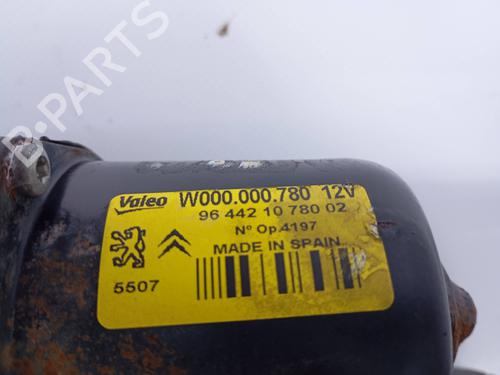 B-PARTS
Valeo W000.000.780 12V
96 442 10 780 02
Nº Op.4197
MADE IN SPAIN
5507